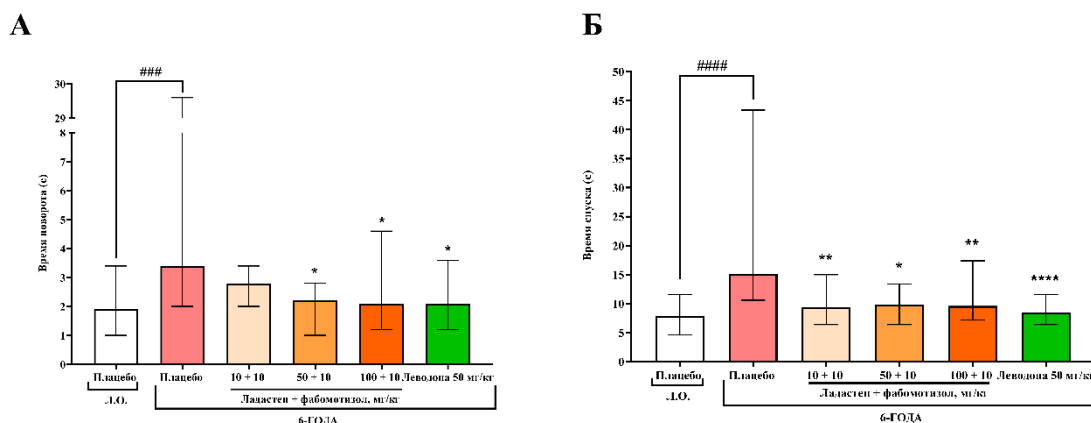 А
###
30
29
8
7
6
5
4
3
2
1
0
Время поворота (с)
*
*
*
Плацебо
Плацебо
10 + 10
50 + 10
100 + 10
Леводопа 50 мг/кг
Л.О.
Ладастен + фабомотизол, мг/кг
6-ГОДА
Б
####
50
45
40
35
30
25
20
15
10
5
0
Время спуска (с)
**
*
**
****
Плацебо
Плацебо
10 + 10
50 + 10
100 + 10
Леводопа 50 мг/кг
Л.О.
Ладастен + фабомотизол, мг/кг
6-ГОДА